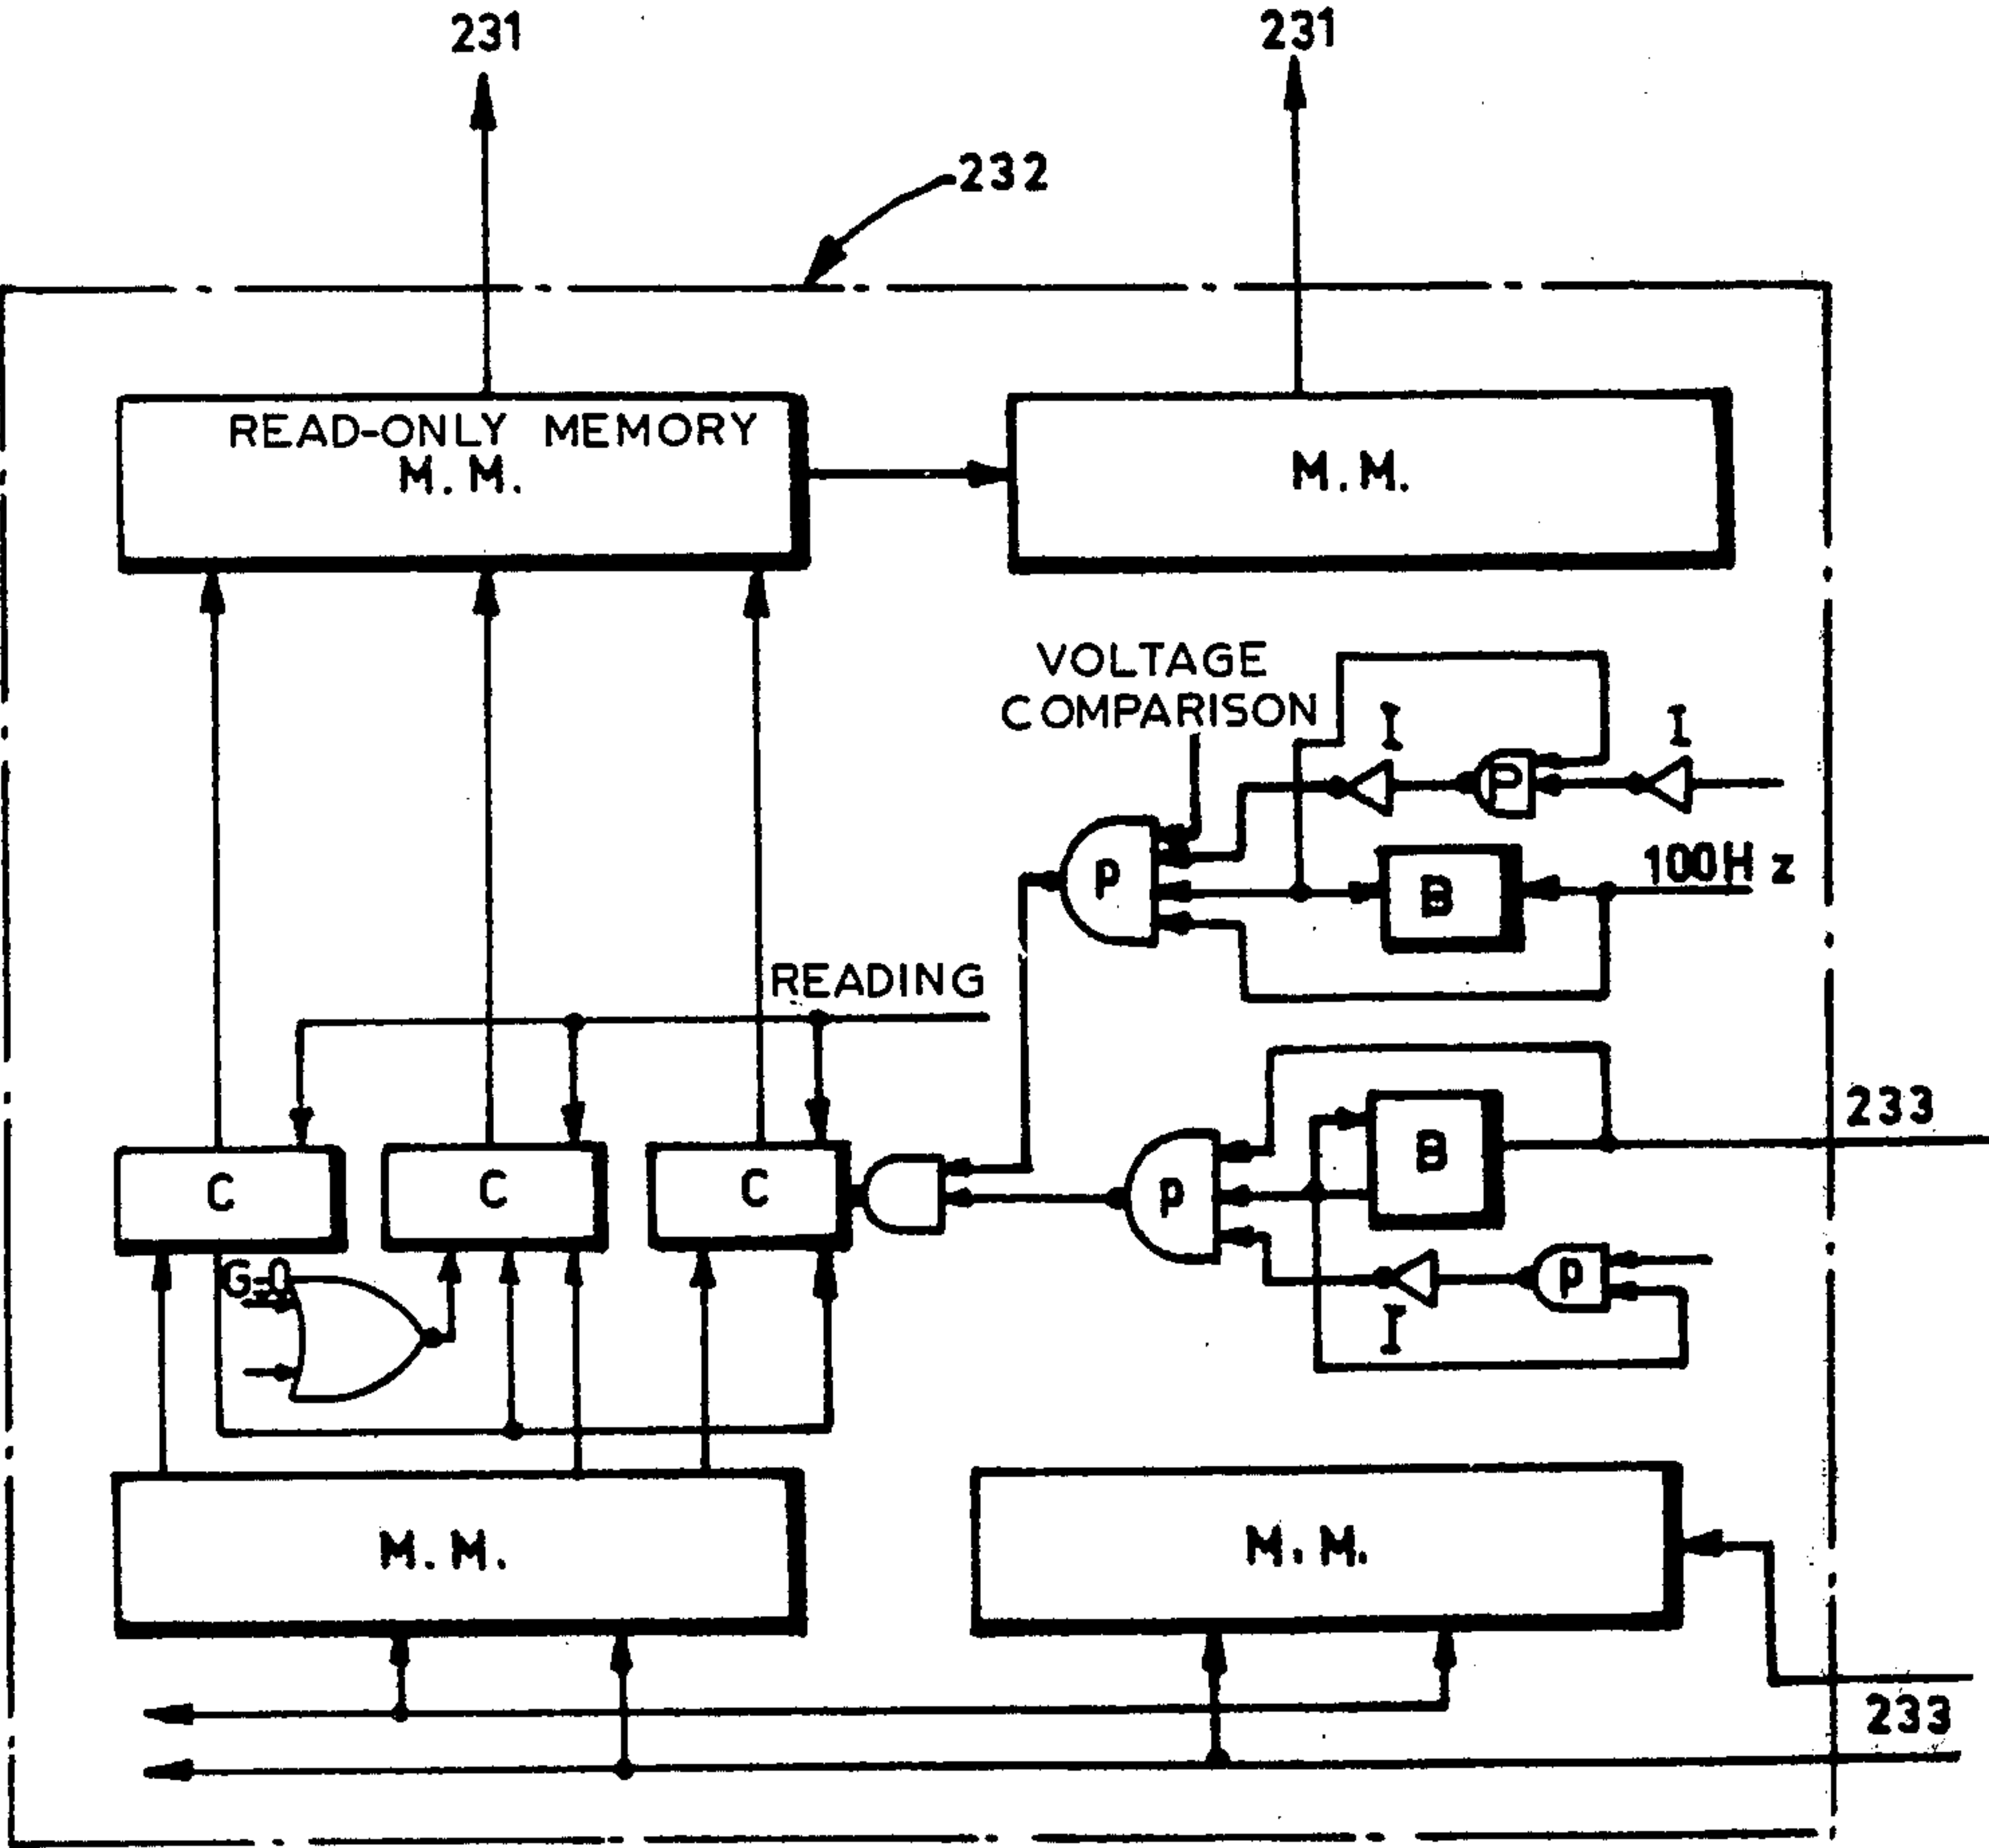 231
231
232
READ-ONLY MEMORY
M.M.
M.M.
VOLTAGE
COMPARISON
I
I
P
P
B
100Hz
READING
233
C
C
C
P
B
G-0
P
I
M.M.
M.M.
233